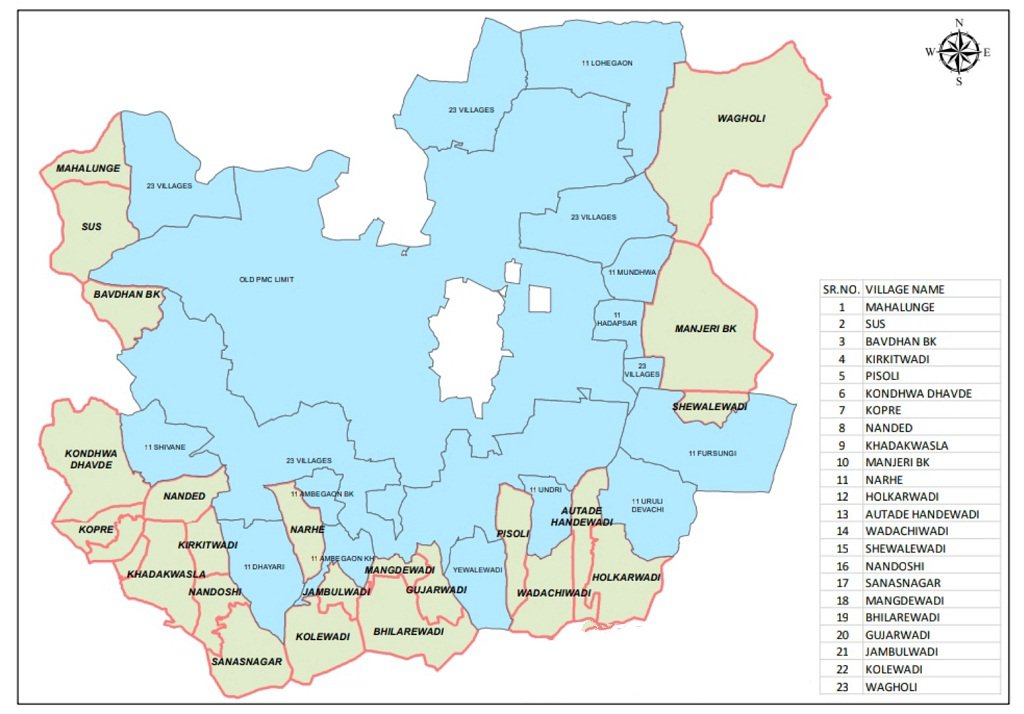 N
W E
S
11 LOHEGAON
23 VILLAGES
WAGHOLI
MAHALUNGE
23 VILLAGES
SUS
23 VILLAGES
OLD PMC LIMIT
11 MUNDHWA
BAVDHAN BK
11
HADAPSAR
MANJERI BK
23
VILLAGES
SHEWALEWADI
11 SHIVANE
KONDHWA
DHAVDE
23 VILLAGES
11 FURSUNGI
NANDED
11 AMBEGAON BK
11 UNDRI
11 URULI
DEVACHI
AUTADE
HANDEWADI
KOPRE
NARHE
PISOLI
KIRKITWADI
11 AMBEGAON KH
11 DHAYARI
MANGDEWADI
YEWALEWADI
KHADAKWASLA
HOLKARWADI
NANDOSHI
JAMBULWADI
GUJARWADI
WADACHIWADI
KOLEWADI
BHILAREWADI
SANASNAGAR
SR.NO. VILLAGE NAME
1 MAHALUNGE
2 SUS
3 BAVDHAN BK
4 KIRKITWADI
5 PISOLI
6 KONDHWA DHAVDE
7 KOPRE
8 NANDED
9 KHADAKWASLA
10 MANJERI BK
11 NARHE
12 HOLKARWADI
13 AUTADE HANDEWADI
14 WADACHIWADI
15 SHEWALEWADI
16 NANDOSHI
17 SANASNAGAR
18 MANGDEWADI
19 BHILAREWADI
20 GUJARWADI
21 JAMBULWADI
22 KOLEWADI
23 WAGHOLI